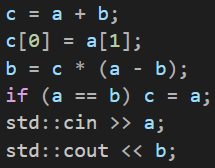 c = a + b;
c[0] = a[1];
b = c * (a - b);
if (a == b) c = a;
std::cin >> a;
std::cout << b;